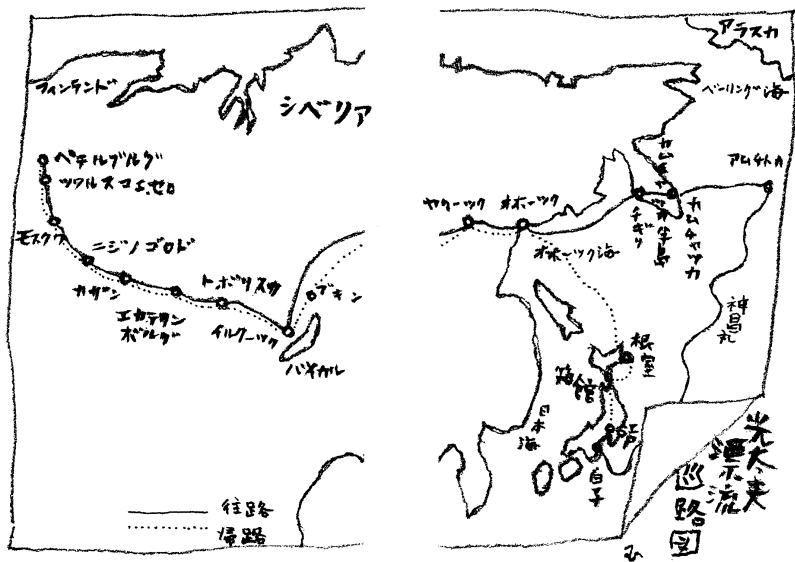 フィンランド
シベリア
ペテルブルグ
ツワルスコエ・セロ
モスクワ
ニジノゴロド
カザン
エカテリン
ボルグ
トボリスク
イルクーツク
ブキン
バイカル
往路
帰路
アラスカ
ベーリング海
アムチトカ
カムチャツカ半島
カムチャツカ
チギリ
ヤクーツク
オホーツク
オホーツク海
神昌丸
根室
箱館
日本海
江戸
白子
光太夫
漂流
巡路図